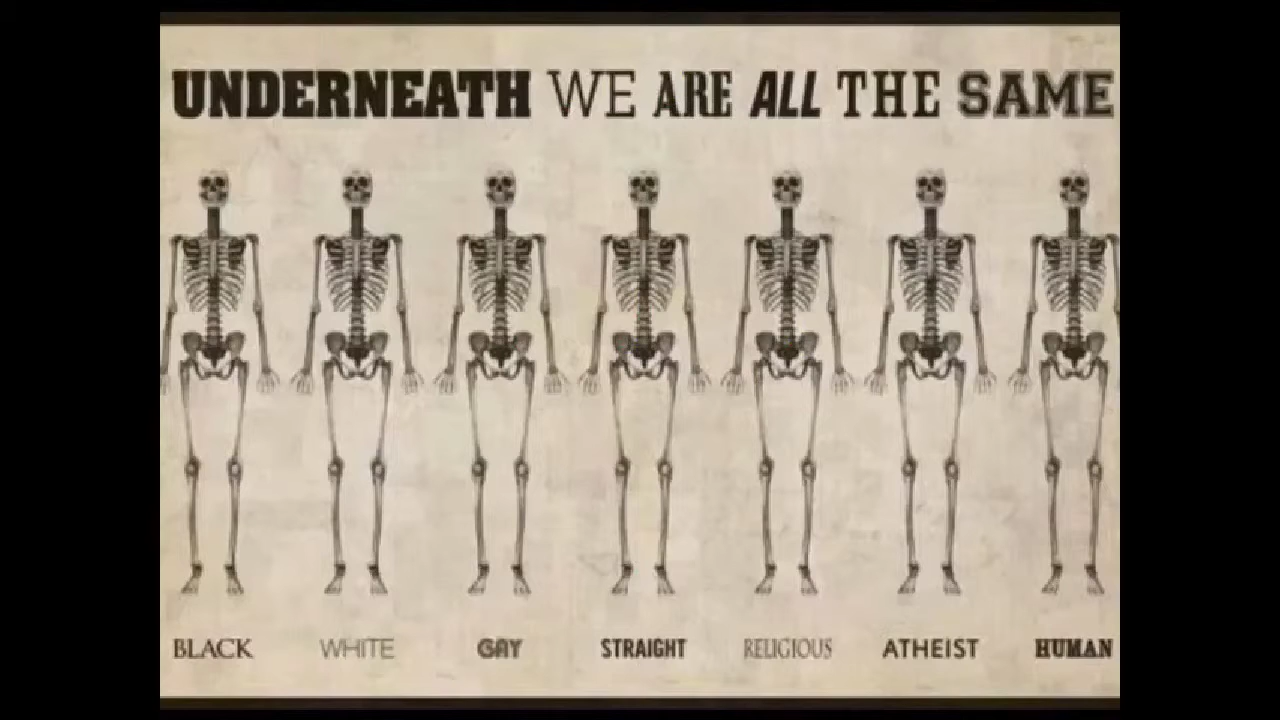 UNDERNEATH WE ARE ALL THE SAME
BLACK WHITE GAY STRAIGHT RELIGIOUS ATHEIST HUMAN